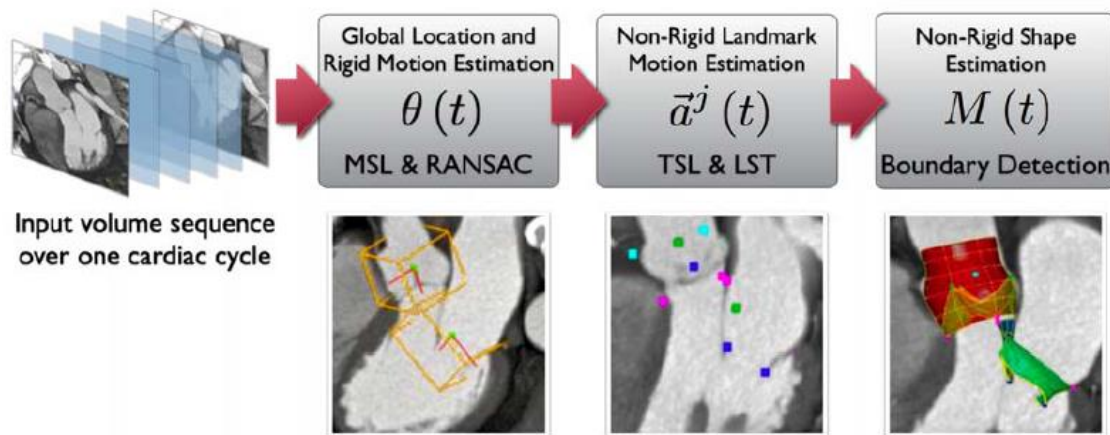 Global Location and
Rigid Motion Estimation
θ (t)
MSL & RANSAC
Non-Rigid Landmark
Motion Estimation
\vec{a}^j (t)
TSL & LST
Non-Rigid Shape
Estimation
M (t)
Boundary Detection
Input volume sequence
over one cardiac cycle